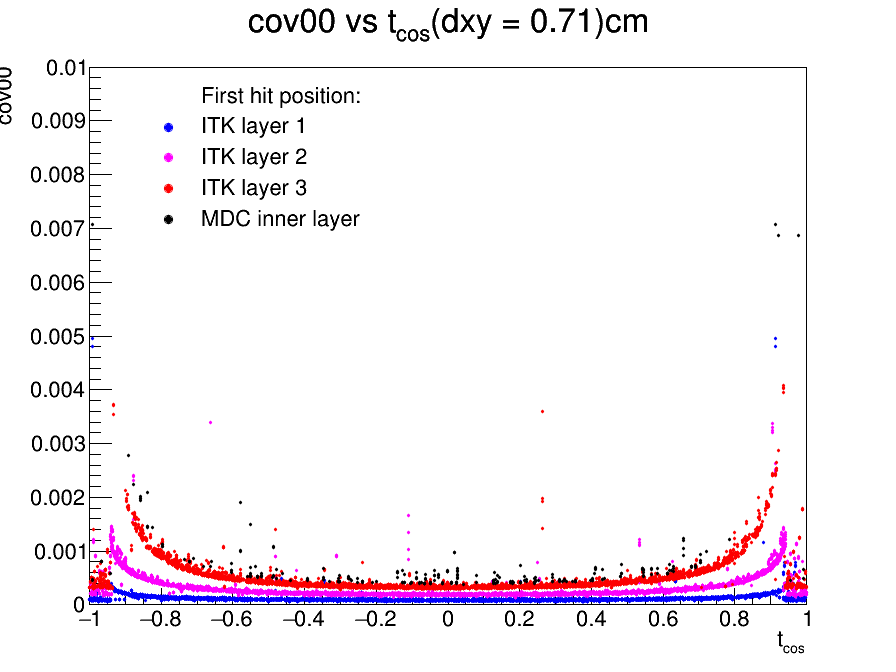 cov00 vs t_cos(dxy = 0.71)cm
cov00
0.01
0.009
0.008
0.007
0.006
0.005
0.004
0.003
0.002
0.001
0
First hit position:
ITK layer 1
ITK layer 2
ITK layer 3
MDC inner layer
−1 −0.8 −0.6 −0.4 −0.2 0 0.2 0.4 0.6 0.8 1
t_cos